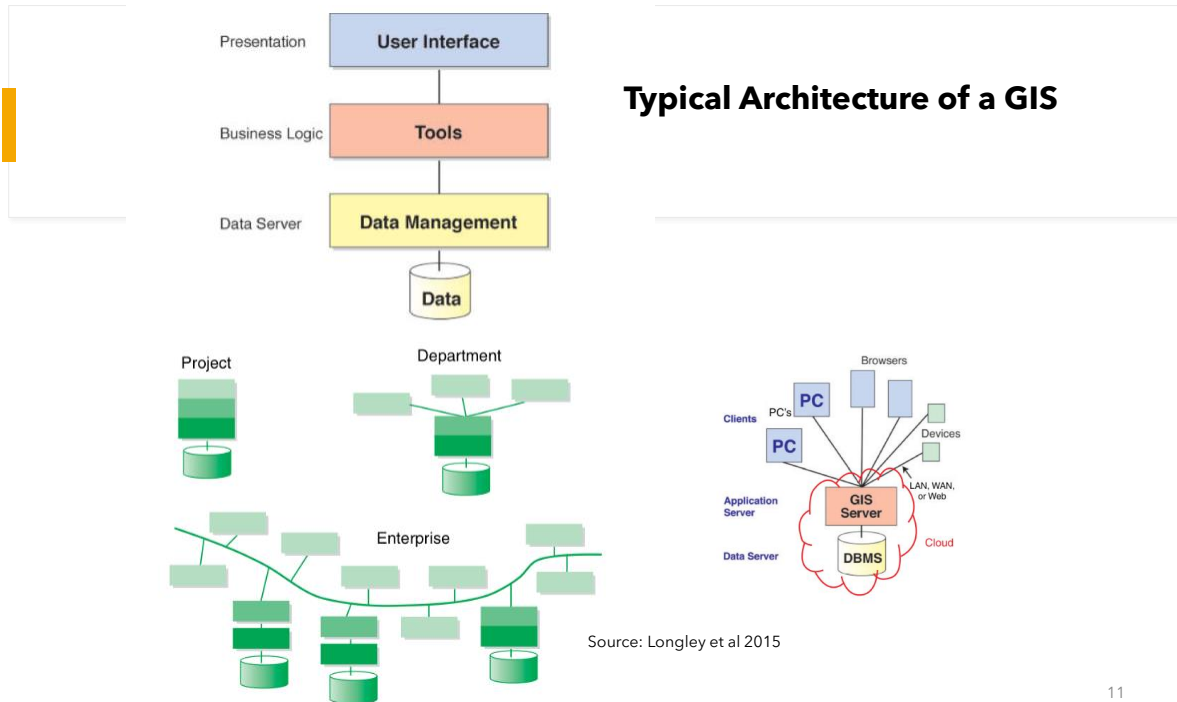 Typical Architecture of a GIS
Presentation
User Interface
Business Logic
Tools
Data Server
Data Management
Data
Project
Department
Enterprise
Browsers
Clients
PC's
PC
PC
Devices
LAN, WAN,
or Web
Application
Server
GIS
Server
Cloud
Data Server
DBMS
Source: Longley et al 2015
11